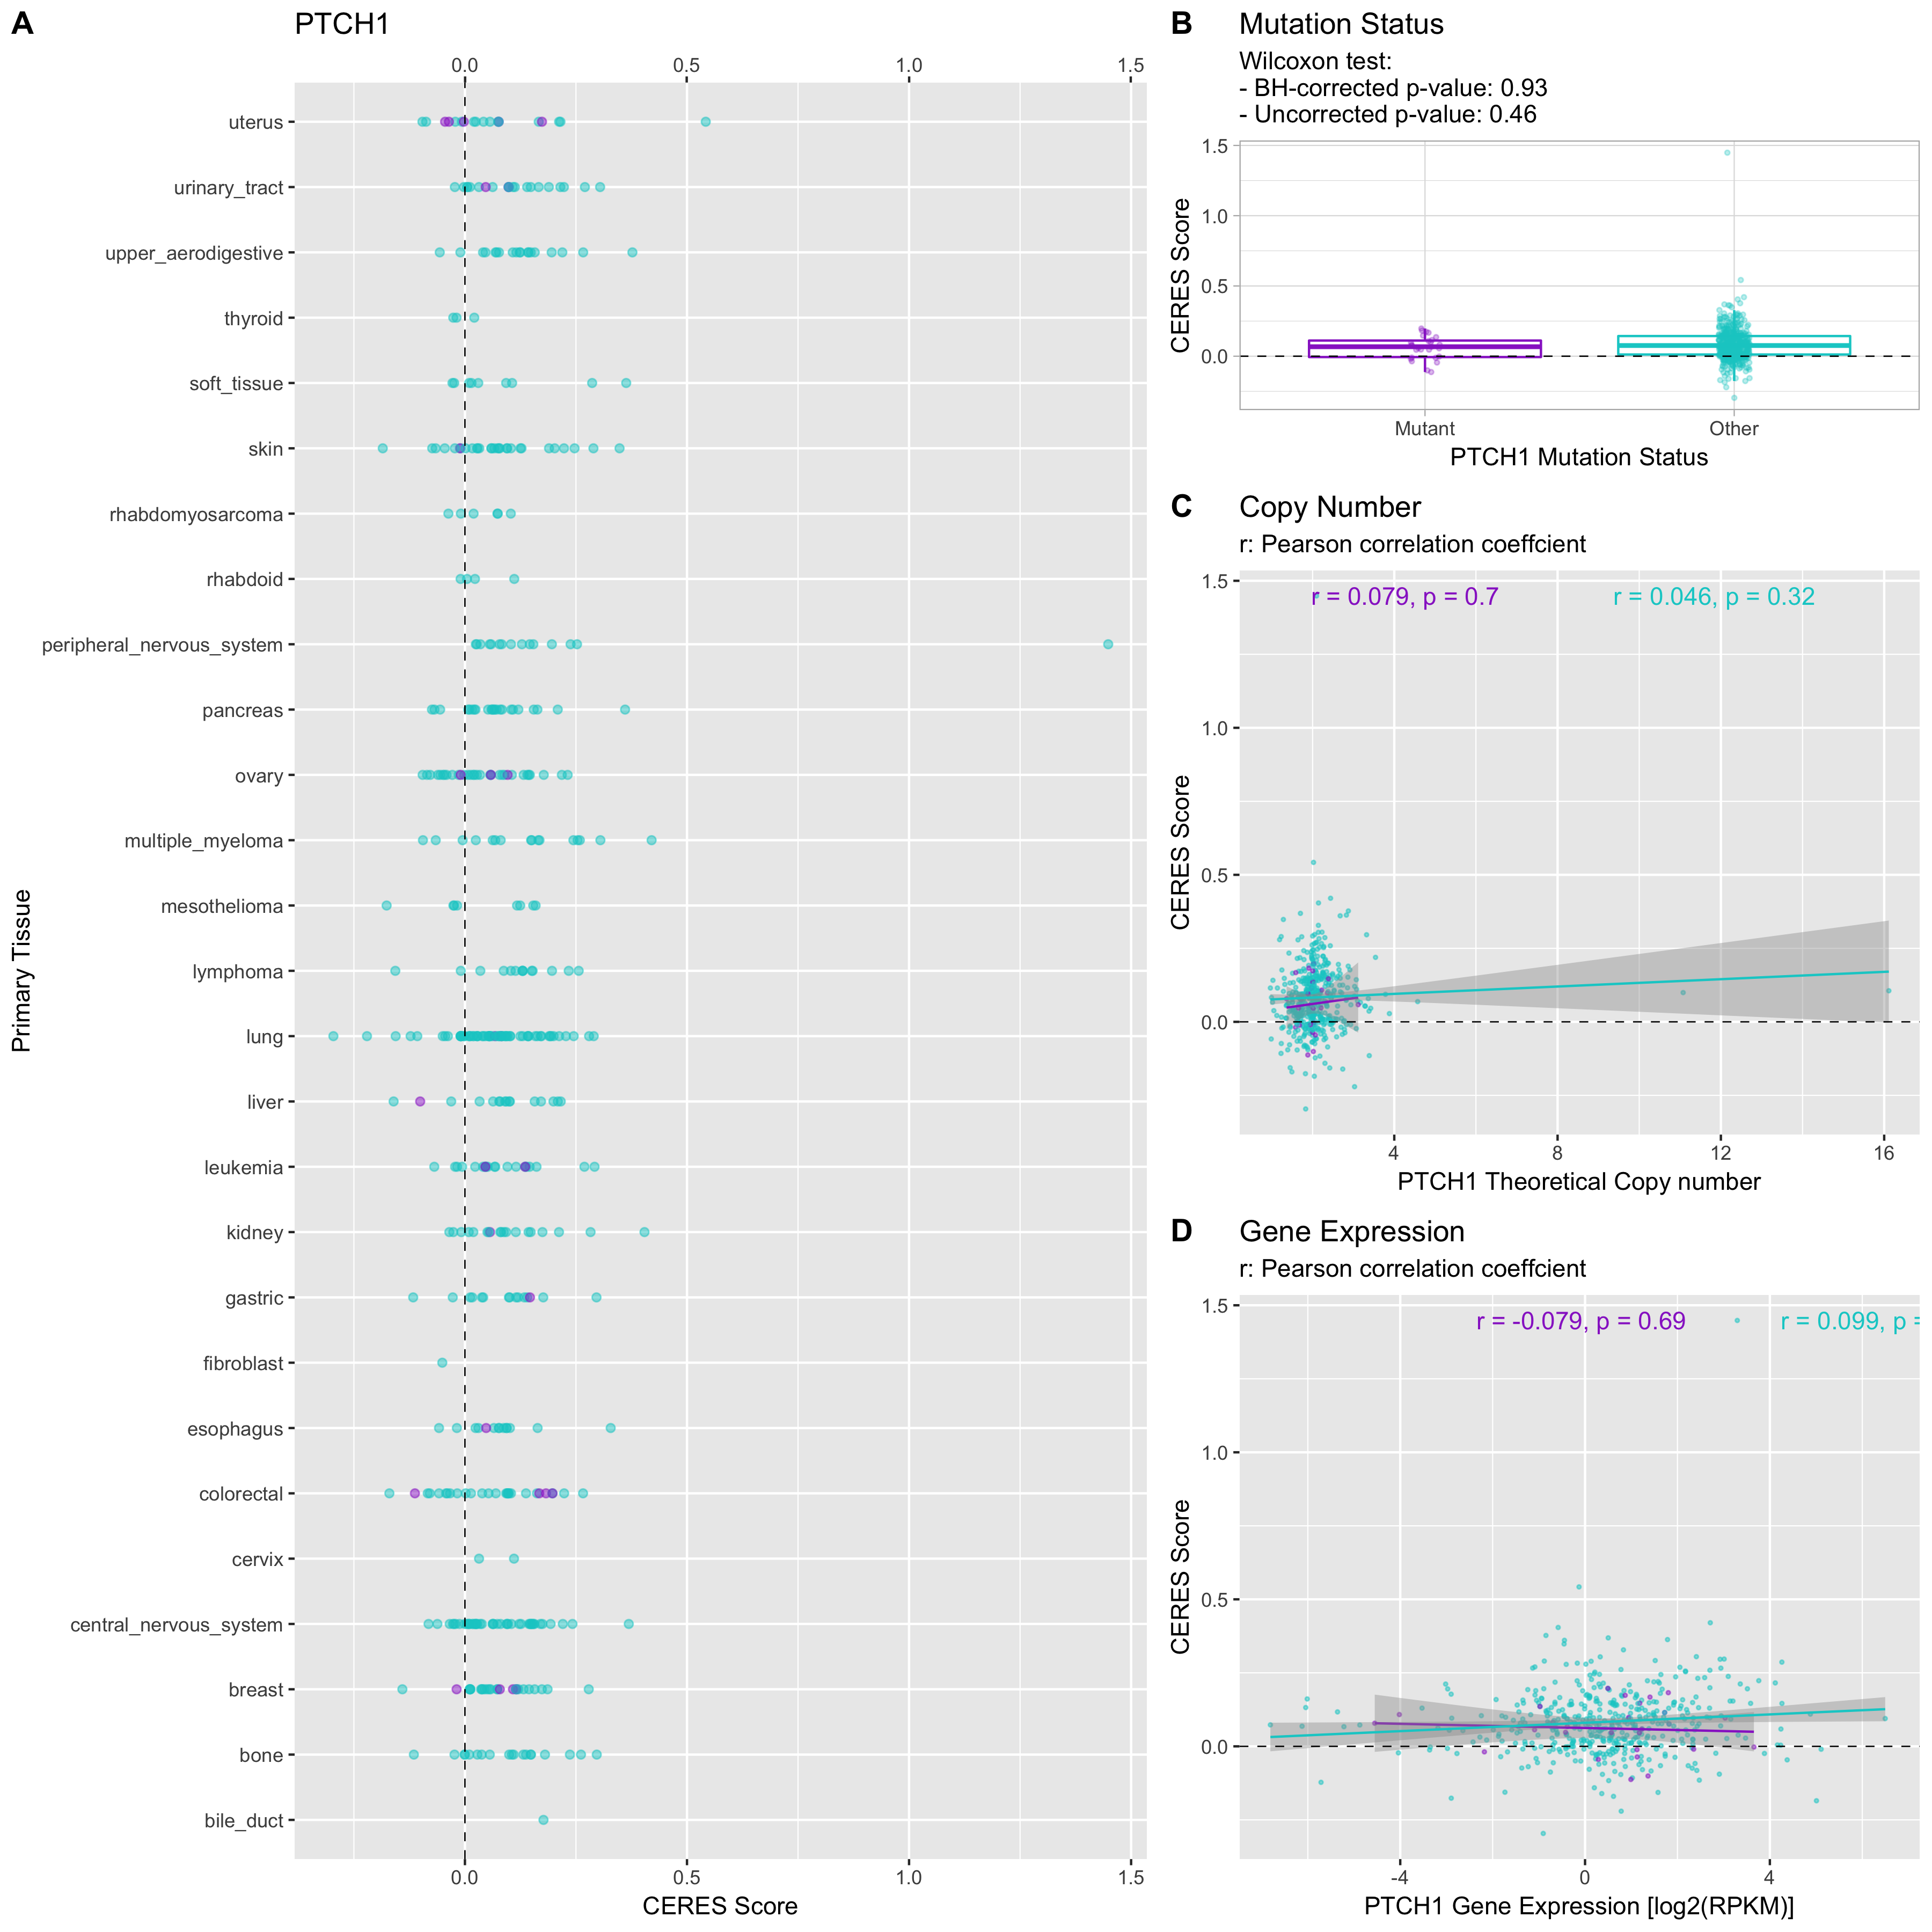 A
PTCH1
0.0 0.5 1.0 1.5
Primary Tissue
uterus
urinary_tract
upper_aerodigestive
thyroid
soft_tissue
skin
rhabdomyosarcoma
rhabdoid
peripheral_nervous_system
pancreas
ovary
multiple_myeloma
mesothelioma
lymphoma
lung
liver
leukemia
kidney
gastric
fibroblast
esophagus
colorectal
cervix
central_nervous_system
breast
bone
bile_duct
0.0 0.5 1.0 1.5
CERES Score
B Mutation Status
Wilcoxon test:
- BH-corrected p-value: 0.93
- Uncorrected p-value: 0.46
CERES Score
1.5
1.0
0.5
0.0
Mutant Other
PTCH1 Mutation Status
C Copy Number
r: Pearson correlation coeffcient
r = 0.079, p = 0.7 r = 0.046, p = 0.32
CERES Score
1.5
1.0
0.5
0.0
4 8 12 16
PTCH1 Theoretical Copy number
D Gene Expression
r: Pearson correlation coeffcient
r = -0.079, p = 0.69 r = 0.099, p =
CERES Score
1.5
1.0
0.5
0.0
-4 0 4
PTCH1 Gene Expression [log2(RPKM)]